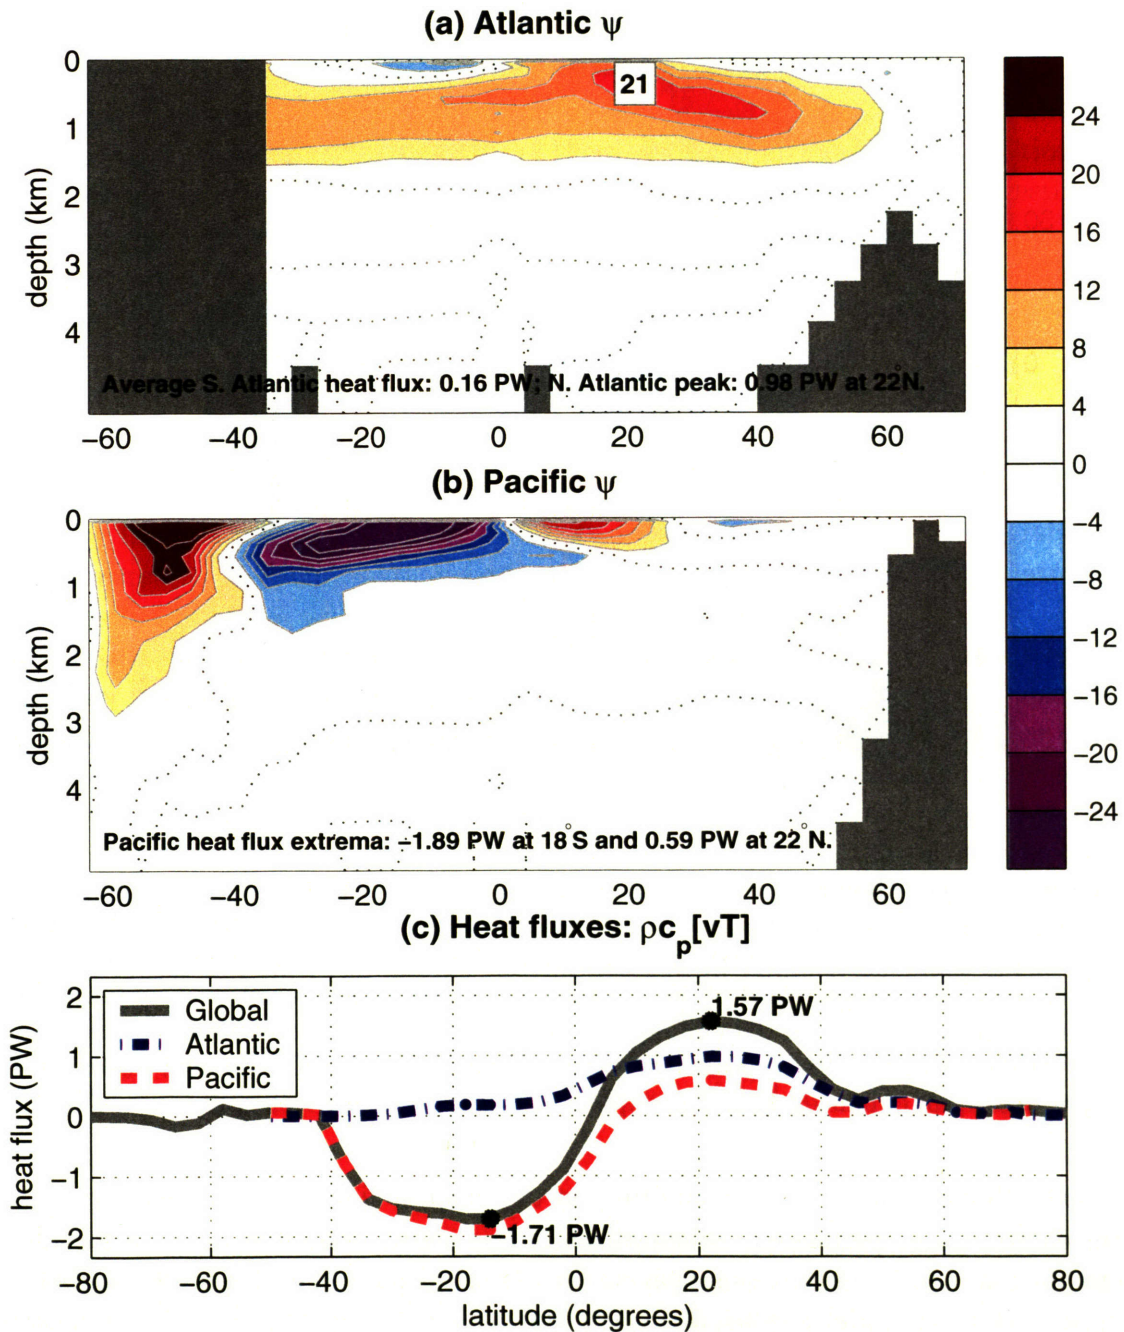 (a) Atlantic ψ
0
1
2
3
4
depth (km)
21
Average S. Atlantic heat flux: 0.16 PW; N. Atlantic peak: 0.98 PW at 22°N.
−60 −40 −20 0 20 40 60
24
20
16
12
8
4
0
−4
−8
−12
−16
−20
−24
(b) Pacific ψ
0
1
2
3
4
depth (km)
Pacific heat flux extrema: −1.89 PW at 18°S and 0.59 PW at 22°N.
−60 −40 −20 0 20 40 60
(c) Heat fluxes: ρcp[vT]
2
1
0
−1
−2
heat flux (PW)
Global
Atlantic
Pacific
1.57 PW
−1.71 PW
−80 −60 −40 −20 0 20 40 60 80
latitude (degrees)